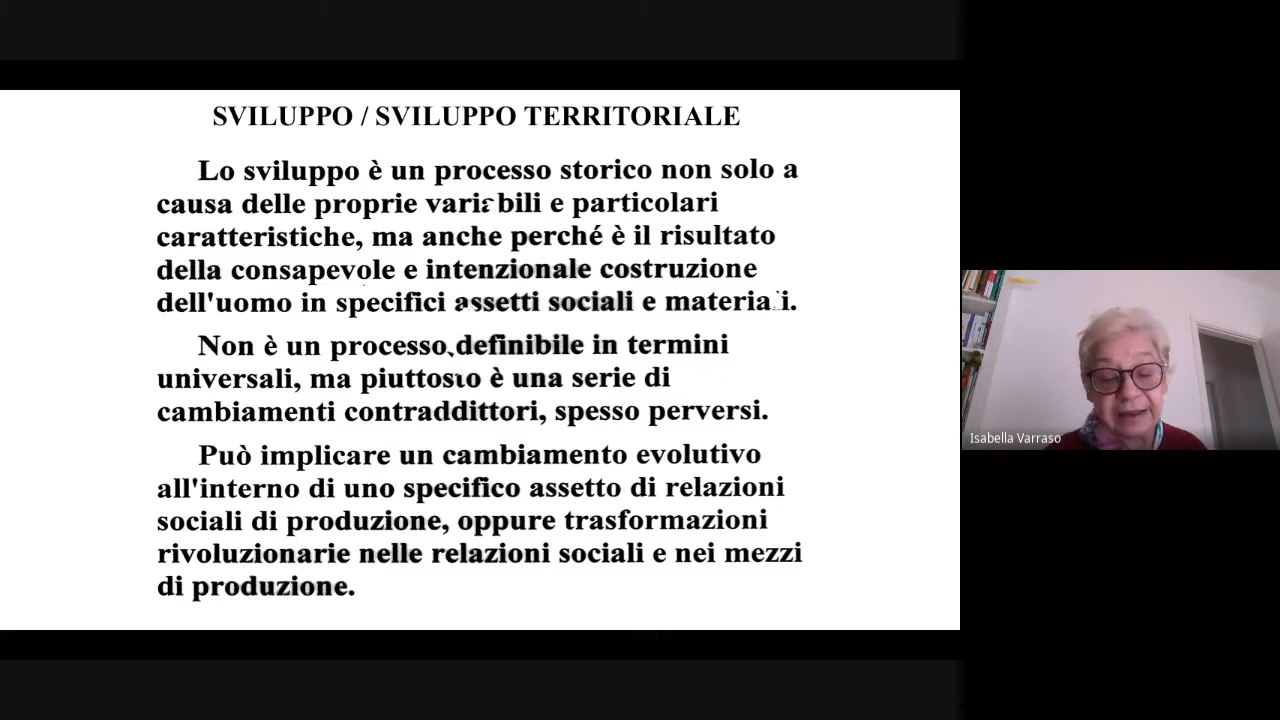 SVILUPPO / SVILUPPO TERRITORIALE
Lo sviluppo è un processo storico non solo a
causa delle proprie variabili e particolari
caratteristiche, ma anche perché è il risultato
della consapevole e intenzionale costruzione
dell'uomo in specifici assetti sociali e materiali.
Non è un processo definibile in termini
universali, ma piuttosto è una serie di
cambiamenti contraddittori, spesso perversi.
Può implicare un cambiamento evolutivo
all'interno di uno specifico assetto di relazioni
sociali di produzione, oppure trasformazioni
rivoluzionarie nelle relazioni sociali e nei mezzi
di produzione.
Isabella Varraso